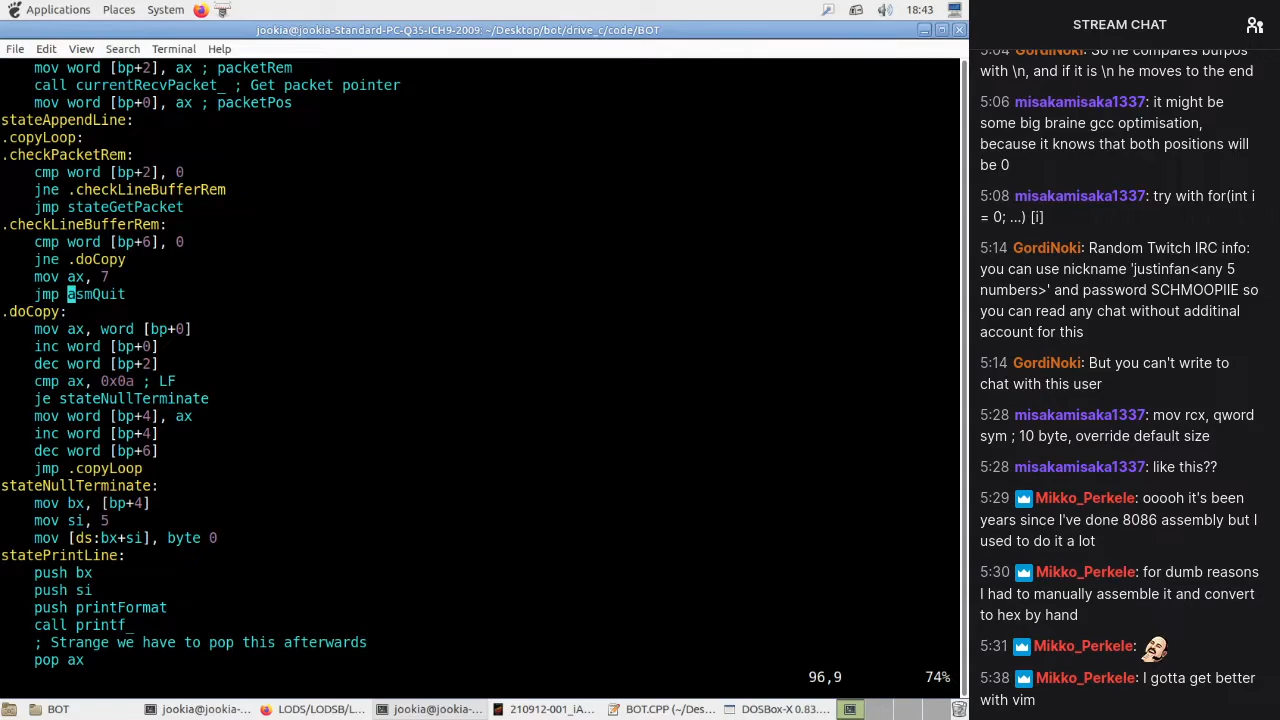 Applications Places System 18:43
jookia@jookia-Standard-PC-Q35-ICH9-2009: ~/Desktop/bot/drive_c/code/BOT
File Edit View Search Terminal Help
mov word [bp+2], ax ; packetRem
call currentRecvPacket_ ; Get packet pointer
mov word [bp+0], ax ; packetPos
stateAppendLine:
.copyLoop:
.checkPacketRem:
cmp word [bp+2], 0
jne .checkLineBufferRem
jmp stateGetPacket
.checkLineBufferRem:
cmp word [bp+6], 0
jne .doCopy
mov ax, 7
jmp asmQuit
.doCopy:
mov ax, word [bp+0]
inc word [bp+0]
dec word [bp+2]
cmp ax, 0x0a ; LF
je stateNullTerminate
mov word [bp+4], ax
inc word [bp+4]
dec word [bp+6]
jmp .copyLoop
stateNullTerminate:
mov bx, [bp+4]
mov si, 5
mov [ds:bx+si], byte 0
statePrintLine:
push bx
push si
push printFormat
call printf_
; Strange we have to pop this afterwards
pop ax
96,9 74%
BOT jookia@jookia-... LODS/LODSB/L... jookia@jookia-... 210912-001_iA... BOT.CPP (~/Des... DOSBox-X 0.83....
STREAM CHAT
5:04 GordiNoki: So he compares bufpos
with \n, and if it is \n he moves to the end
5:06 misakamisaka1337: it might be
some big braine gcc optimisation,
because it knows that both positions will
be 0
5:08 misakamisaka1337: try with for(int i
= 0; ...) [i]
5:14 GordiNoki: Random Twitch IRC info:
you can use nickname 'justinfan<any 5
numbers>' and password SCHMOOPIIE so
you can read any chat without additinal
account for this
5:14 GordiNoki: But you can't write to
chat with this user
5:28 misakamisaka1337: mov rcx, qword
sym ; 10 byte, override default size
5:28 misakamisaka1337: like this??
5:29 Mikko_Perkele: ooooh it's been
years since I've done 8086 assembly but I
used to do it a lot
5:30 Mikko_Perkele: for dumb reasons
I had to manually assemble it and convert
to hex by hand
5:31 Mikko_Perkele:
5:38 Mikko_Perkele: I gotta get better
with vim